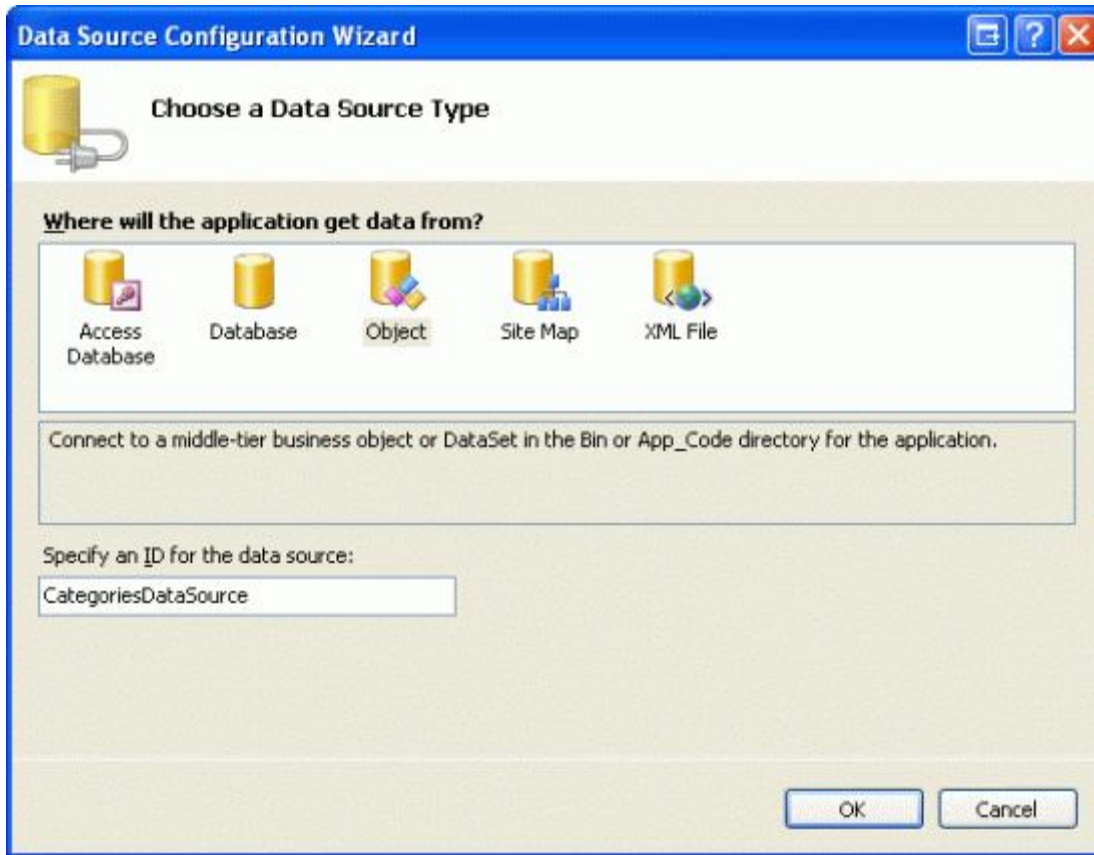 Data Source Configuration Wizard
Choose a Data Source Type
Where will the application get data from?
Access Database
Database
Object
Site Map
XML File
Connect to a middle-tier business object or DataSet in the Bin or App_Code directory for the application.
Specify an ID for the data source:
CategoriesDataSource
OK
Cancel